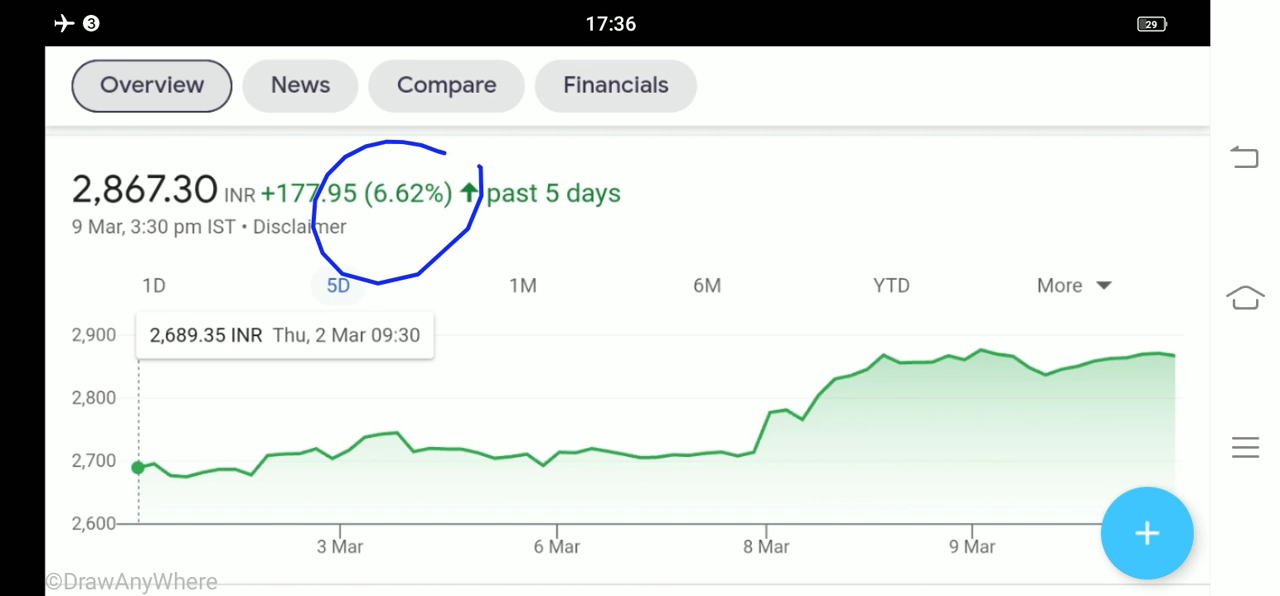 3 17:36 29
Overview News Compare Financials
2,867.30 INR +177.95 (6.62%) past 5 days
9 Mar, 3:30 pm IST • Disclaimer
1D 5D 1M 6M YTD More
2,689.35 INR Thu, 2 Mar 09:30
2,900
2,800
2,700
2,600
3 Mar 6 Mar 8 Mar 9 Mar
©DrawAnyWhere